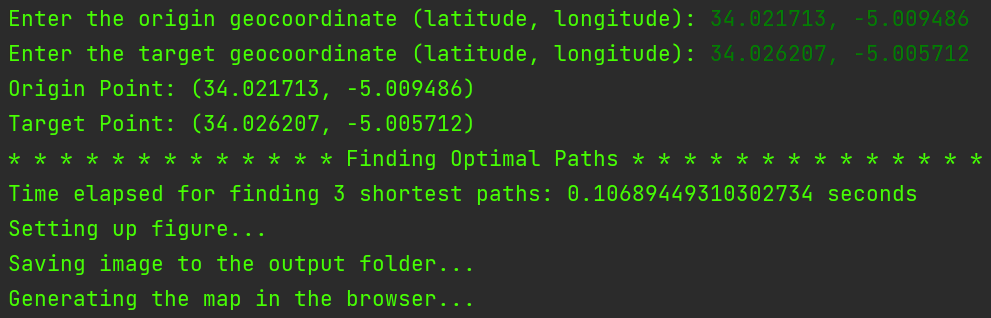 Enter the origin geocoordinate (latitude, longitude): 34.021713, -5.009486
Enter the target geocoordinate (latitude, longitude): 34.026207, -5.005712
Origin Point: (34.021713, -5.009486)
Target Point: (34.026207, -5.005712)
* * * * * * * * * * * * * Finding Optimal Paths * * * * * * * * * * * * * *
Time elapsed for finding 3 shortest paths: 0.10689449310302734 seconds
Setting up figure...
Saving image to the output folder...
Generating the map in the browser...